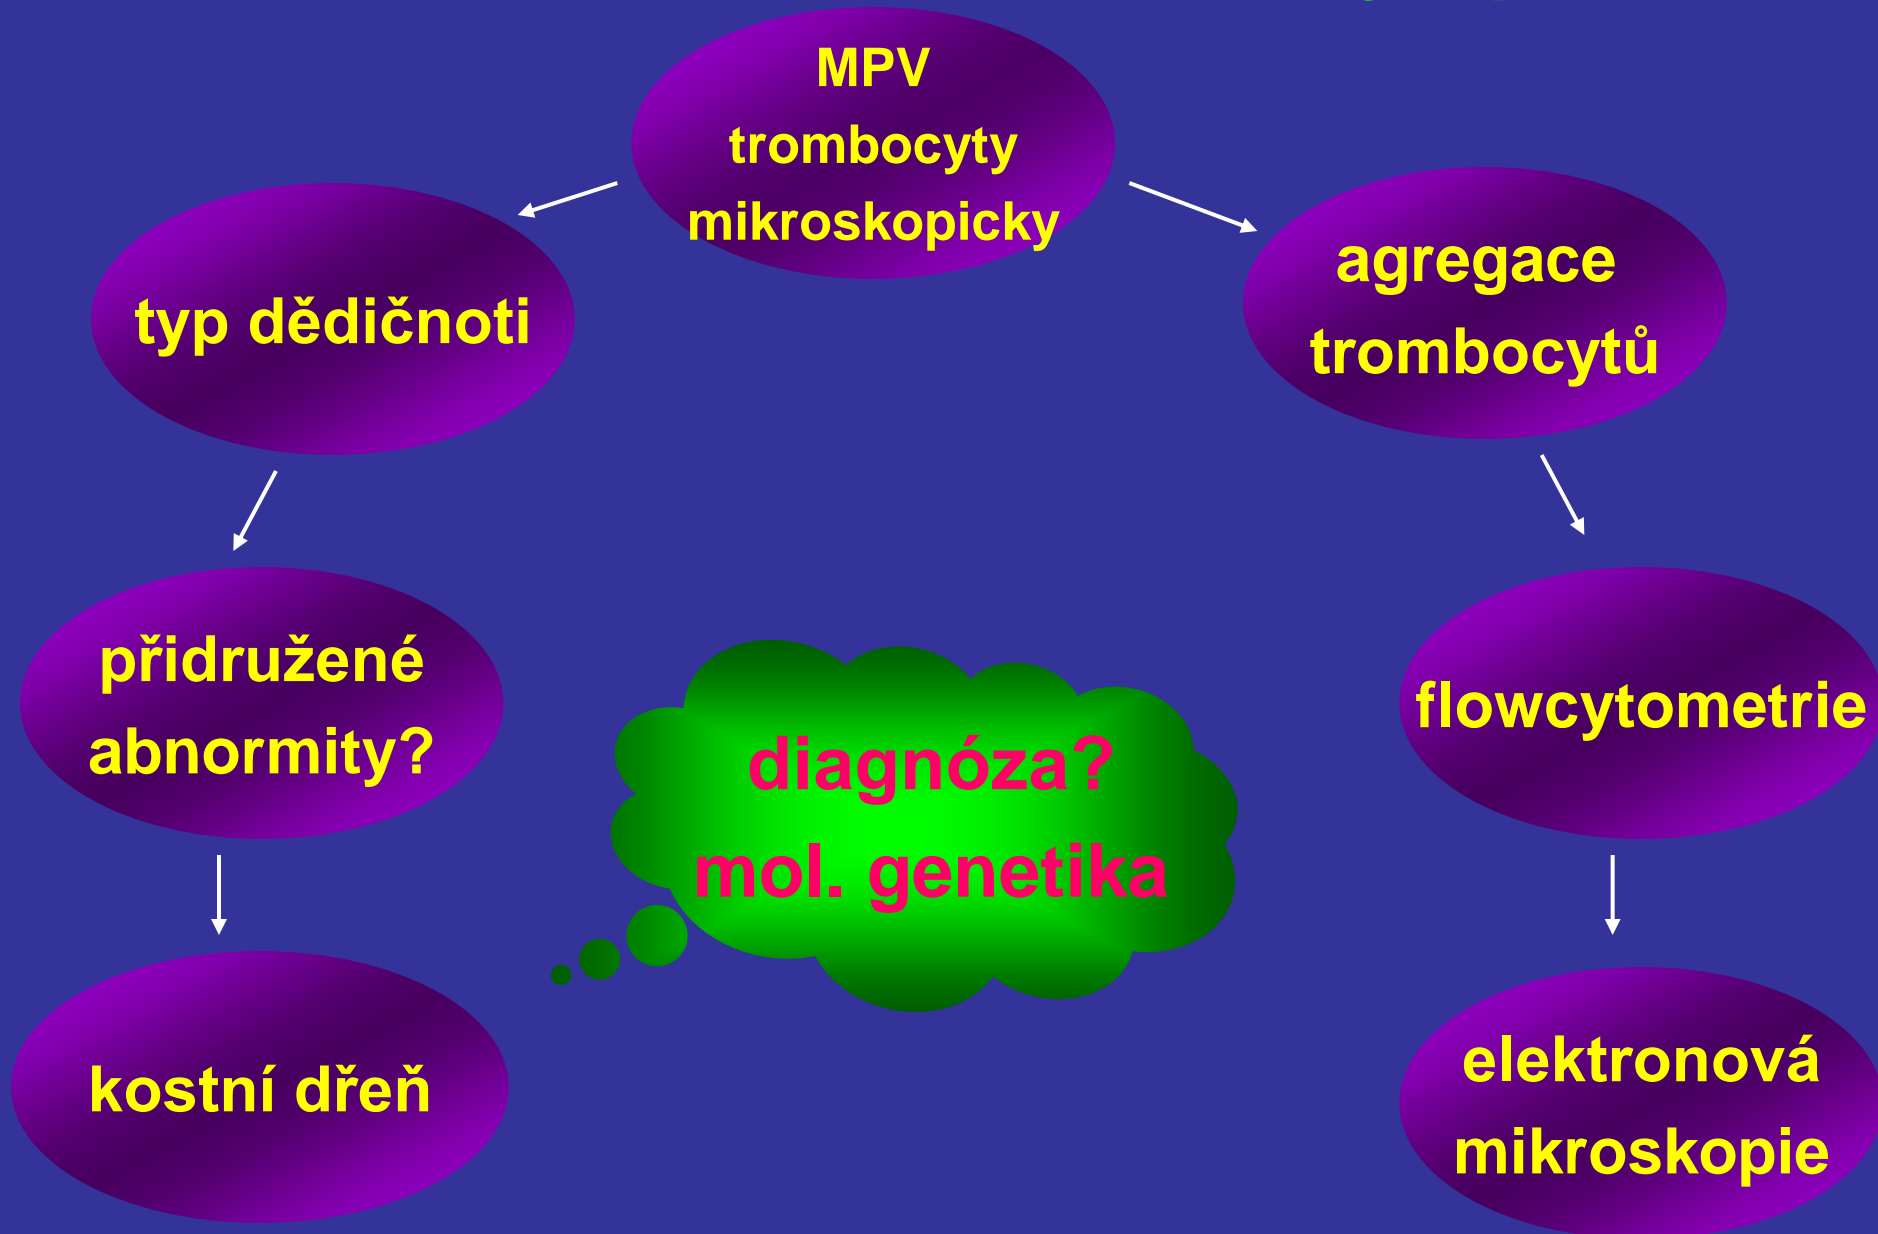 MPV
trombocyty
mikroskopicky
typ dědičnoti
agregace
trombocytů
přidružené
abnormity?
flowcytometrie
diagnóza?
mol. genetika
kostní dřeň
elektronová
mikroskopie